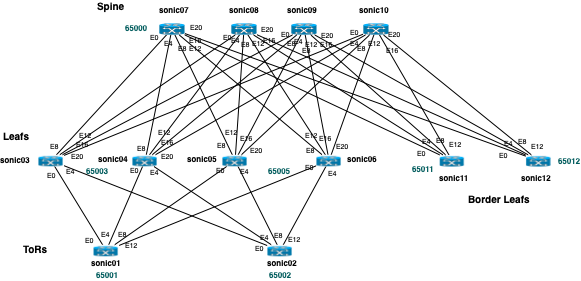 Spine
sonic07 sonic08 sonic09 sonic10
65000
E0 E4 E8 E12 E16 E20
E0 E4 E8 E12 E16 E20
E0 E4 E8 E12 E16 E20
E0 E4 E8 E12 E16 E20
Leafs
E8 E12 E16 E20
E8 E12 E16 E20
E8 E12 E16 E20
E8 E12 E16 E20
E0 E4 E8 E12
E0 E4 E8 E12
sonic03 sonic04 sonic05 sonic06
65003 65005 65011 65012
E0 E4
E0 E4
E0 E4
E0 E4
sonic11 sonic12
Border Leafs
ToRs
E0 E4 E8 E12
E0 E4 E8 E12
sonic01 sonic02
65001 65002